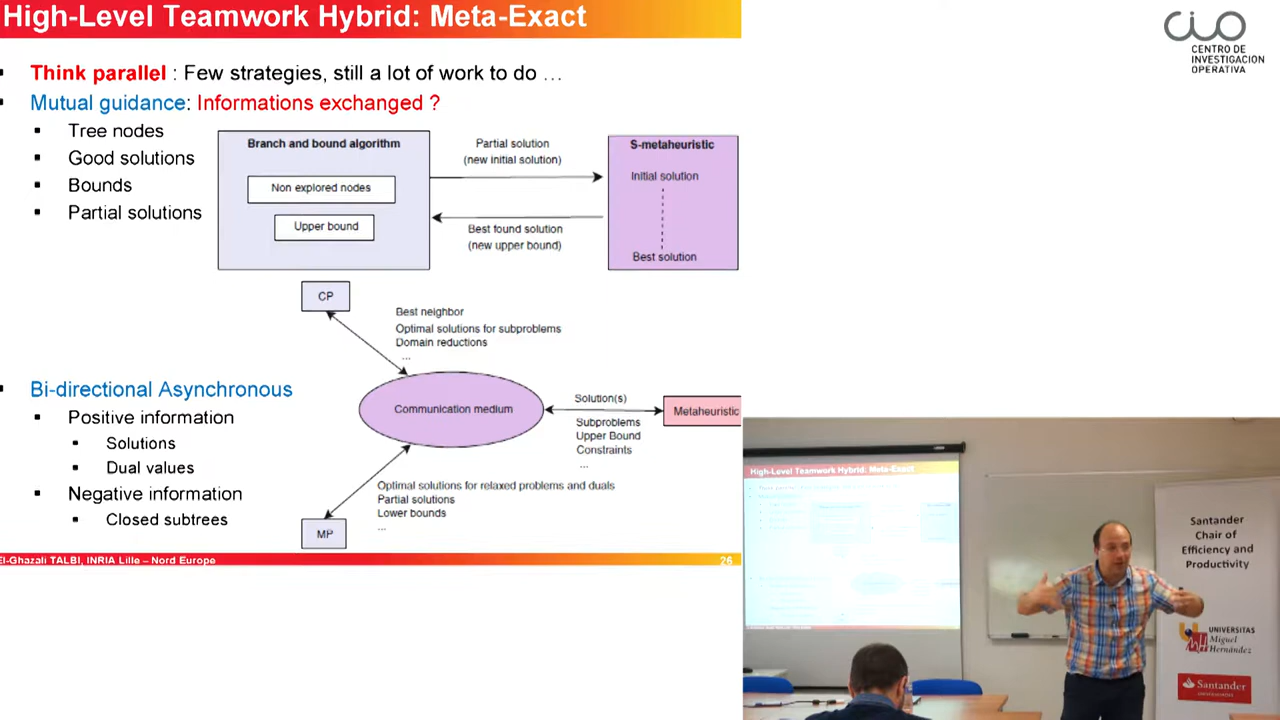 High-Level Teamwork Hybrid: Meta-Exact
Think parallel : Few strategies, still a lot of work to do …
Mutual guidance: Informations exchanged ?
Tree nodes
Good solutions
Bounds
Partial solutions
Branch and bound algorithm
Non explored nodes
Upper bound
Partial solution
(new initial solution)
Best found solution
(new upper bound)
S-metaheuristic
Initial solution
Best solution
CP
Best neighbor
Optimal solutions for subproblems
Domain reductions
...
Bi-directional Asynchronous
Positive information
Solutions
Dual values
Negative information
Closed subtrees
Communication medium
Solution(s)
Subproblems
Upper Bound
Constraints
...
Metaheuristic
Optimal solutions for relaxed problems and duals
Partial solutions
Lower bounds
...
MP
El-Ghazali TALBI, INRIA Lille – Nord Europe
26
CIO
CENTRO DE
INVESTIGACION
OPERATIVA
High-Level Teamwork Hybrid: Meta-Exact
Santander
Chair of
Efficiency and
Productivity
UNIVERSITAS
Miguel
Hernández
Santander